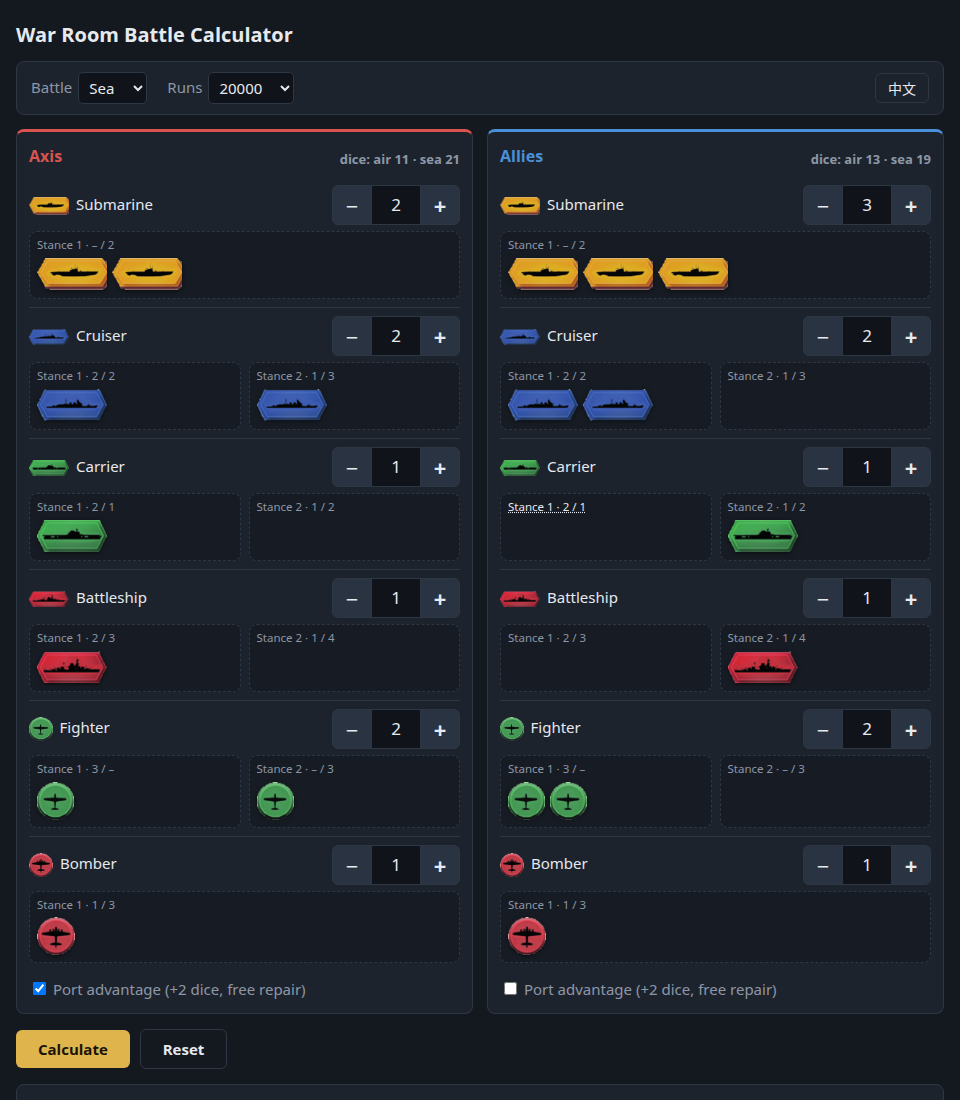 War Room Battle Calculator
Battle Sea Runs 20000 中文
Axis dice: air 11 · sea 21
Submarine − 2 +
Stance 1 · – / 2
Cruiser − 2 +
Stance 1 · 2 / 2 Stance 2 · 1 / 3
Carrier − 1 +
Stance 1 · 2 / 1 Stance 2 · 1 / 2
Battleship − 1 +
Stance 1 · 2 / 3 Stance 2 · 1 / 4
Fighter − 2 +
Stance 1 · 3 / – Stance 2 · – / 3
Bomber − 1 +
Stance 1 · 1 / 3
Port advantage (+2 dice, free repair)
Allies dice: air 13 · sea 19
Submarine − 3 +
Stance 1 · – / 2
Cruiser − 2 +
Stance 1 · 2 / 2 Stance 2 · 1 / 3
Carrier − 1 +
Stance 1 · 2 / 1 Stance 2 · 1 / 2
Battleship − 1 +
Stance 1 · 2 / 3 Stance 2 · 1 / 4
Fighter − 2 +
Stance 1 · 3 / – Stance 2 · – / 3
Bomber − 1 +
Stance 1 · 1 / 3
Port advantage (+2 dice, free repair)
Calculate Reset